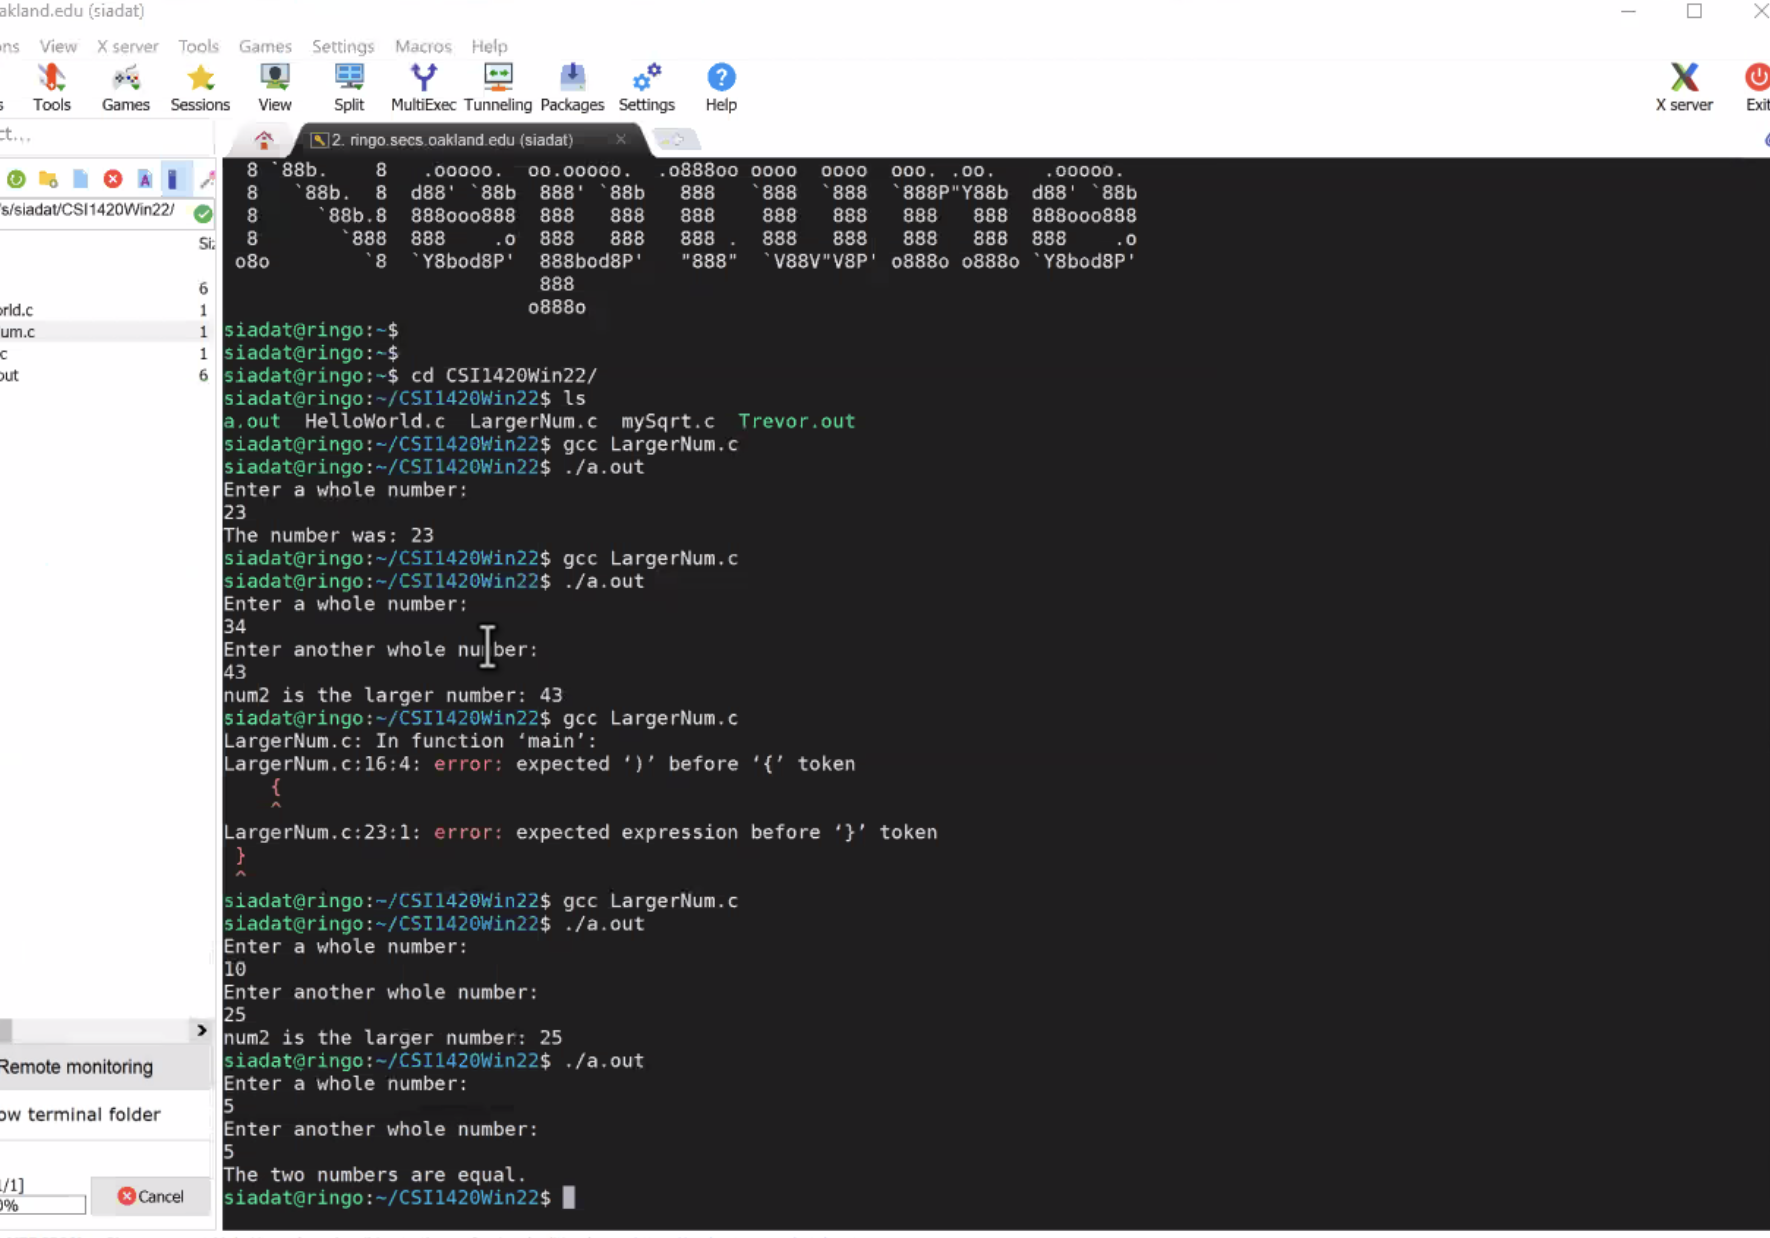 akland.edu (siadat)
ons View X server Tools Games Settings Macros Help
s Tools Games Sessions View Split MultiExec Tunneling Packages Settings Help X server Exit
ct...
2. ringo.secs.oakland.edu (siadat)
/s/siadat/CSI1420Win22/
Siz
6
orld.c 1
um.c 1
c 1
out 6
8 `88b. 8 .ooooo. oo.ooooo. .o888oo oooo oooo ooo. .oo. .ooooo.
8 `88b. 8 d88' `88b 888' `88b 888 `888 `888 `888P"Y88b d88' `88b
8 `88b.8 888ooo888 888 888 888 888 888 888 888 888ooo888
8 `888 888 .o 888 888 888 . 888 888 888 888 888 .o
o8o `8 `Y8bod8P' 888bod8P' "888" `V88V"V8P' o888o o888o `Y8bod8P'
888
o888o
siadat@ringo:~$
siadat@ringo:~$
siadat@ringo:~$ cd CSI1420Win22/
siadat@ringo:~/CSI1420Win22$ ls
a.out HelloWorld.c LargerNum.c mySqrt.c Trevor.out
siadat@ringo:~/CSI1420Win22$ gcc LargerNum.c
siadat@ringo:~/CSI1420Win22$ ./a.out
Enter a whole number:
23
The number was: 23
siadat@ringo:~/CSI1420Win22$ gcc LargerNum.c
siadat@ringo:~/CSI1420Win22$ ./a.out
Enter a whole number:
34
Enter another whole number:
43
num2 is the larger number: 43
siadat@ringo:~/CSI1420Win22$ gcc LargerNum.c
LargerNum.c: In function ‘main’:
LargerNum.c:16:4: error: expected ‘)’ before ‘{’ token
{
^
LargerNum.c:23:1: error: expected expression before ‘}’ token
}
^
siadat@ringo:~/CSI1420Win22$ gcc LargerNum.c
siadat@ringo:~/CSI1420Win22$ ./a.out
Enter a whole number:
10
Enter another whole number:
25
num2 is the larger number: 25
siadat@ringo:~/CSI1420Win22$ ./a.out
Enter a whole number:
5
Enter another whole number:
5
The two numbers are equal.
siadat@ringo:~/CSI1420Win22$
Remote monitoring
ow terminal folder
/1]
0%
Cancel